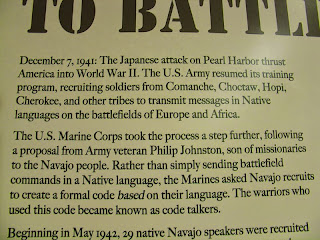 TO BATTLE
December 7, 1941: The Japanese attack on Pearl Harbor thrust
America into World War II. The U.S. Army resumed its training
program, recruiting soldiers from Comanche, Choctaw, Hopi,
Cherokee, and other tribes to transmit messages in Native
languages on the battlefields of Europe and Africa.
The U.S. Marine Corps took the process a step further, following
a proposal from Army veteran Philip Johnston, son of missionaries
to the Navajo people. Rather than simply sending battlefield
commands in a Native language, the Marines asked Navajo recruits
to create a formal code based on their language. The warriors who
used this code became known as code talkers.
Beginning in May 1942, 29 native Navajo speakers were recruited